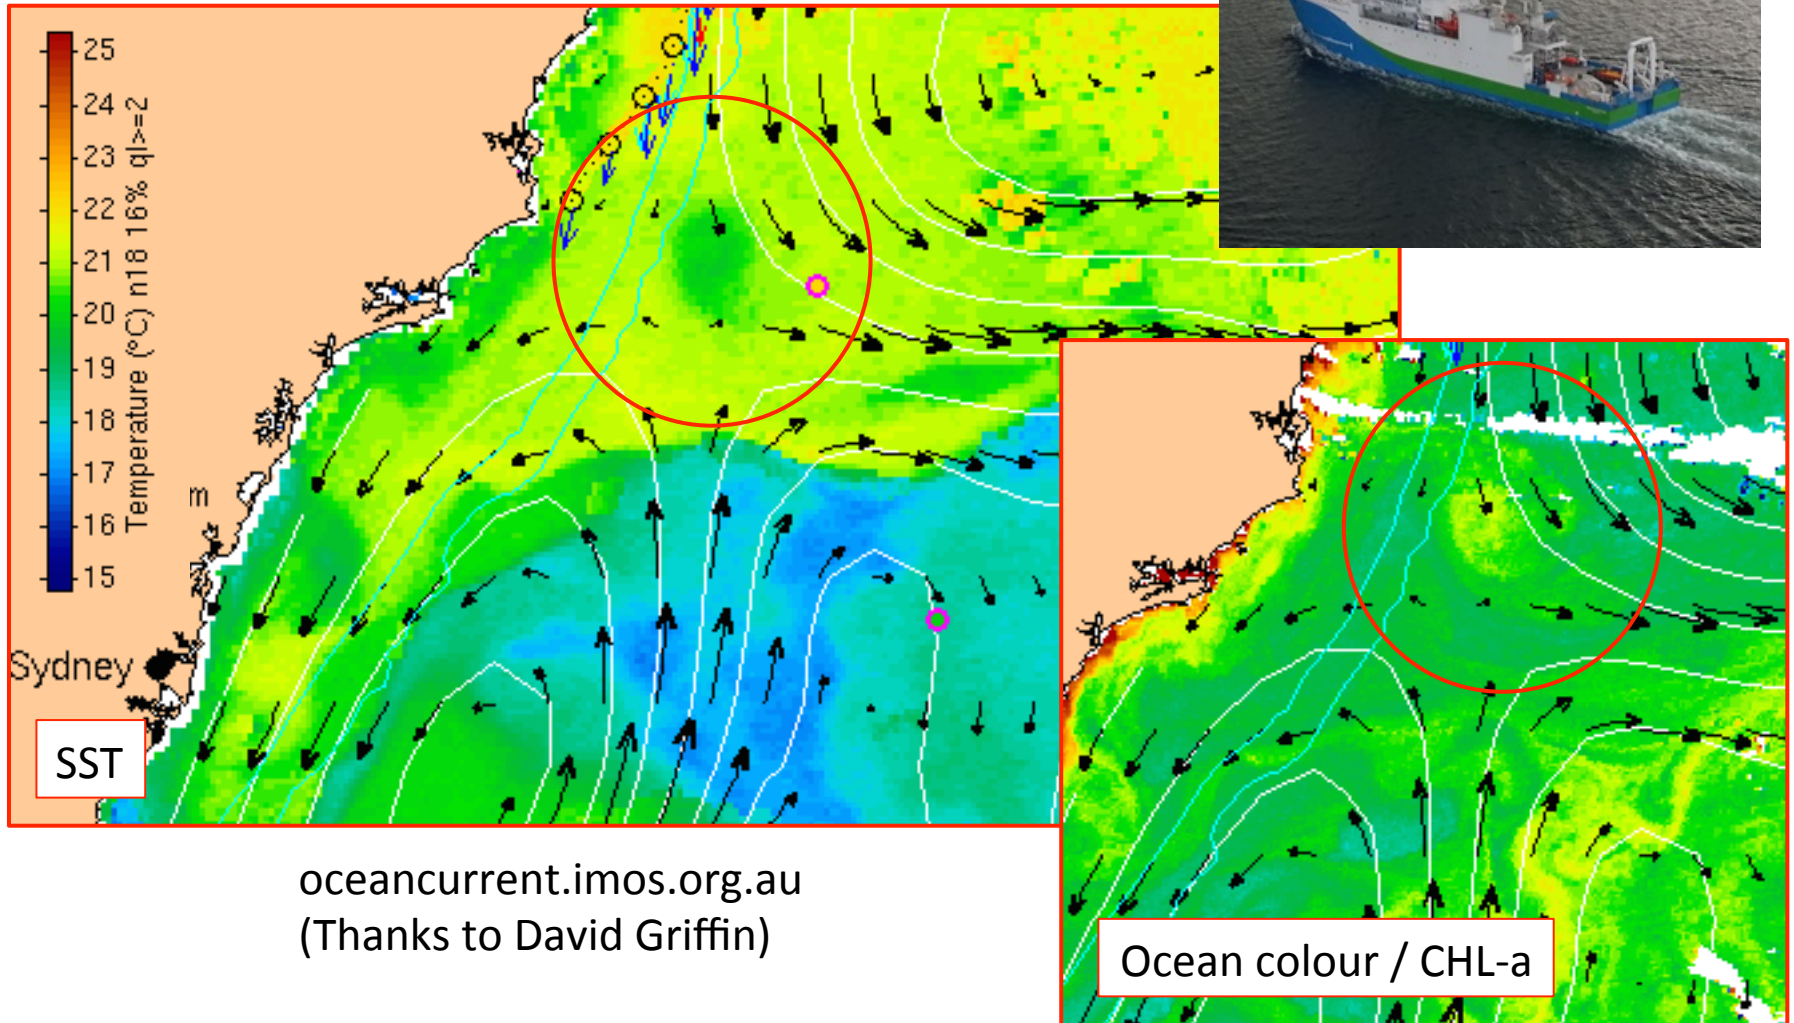 25
24
23
22
21
20
19
18
17
16
15
Temperature (°C) n18 16% ql>=2
m
Sydney
SST
oceancurrent.imos.org.au
(Thanks to David Griffin)
Ocean colour / CHL-a